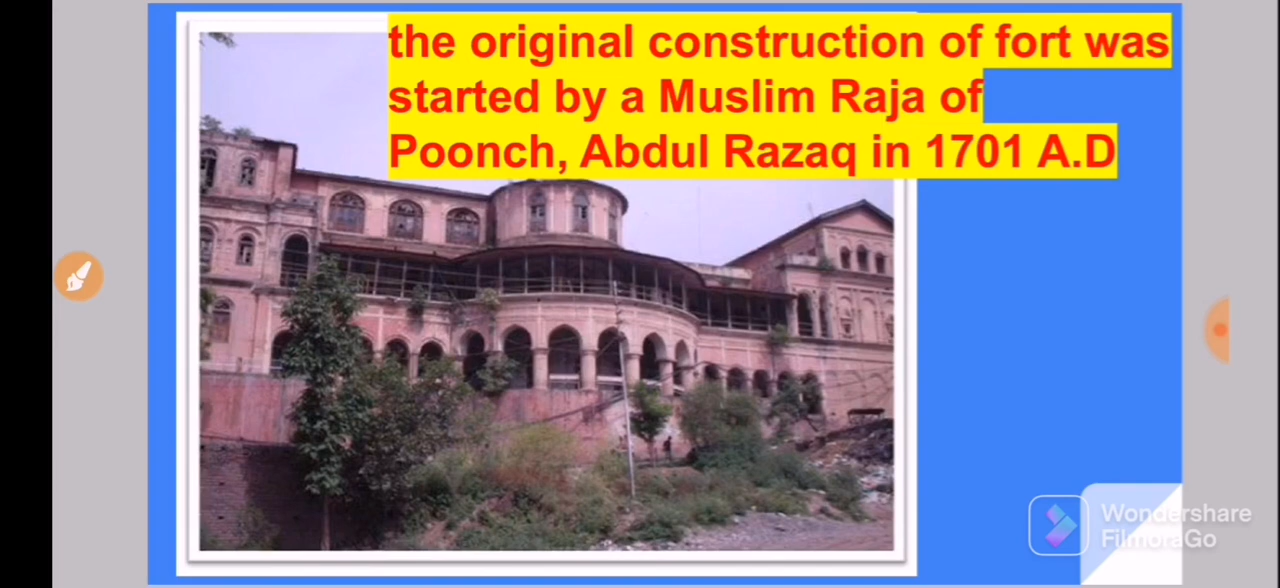 the original construction of fort was
started by a Muslim Raja of
Poonch, Abdul Razaq in 1701 A.D
Wondershare
FilmoraGo